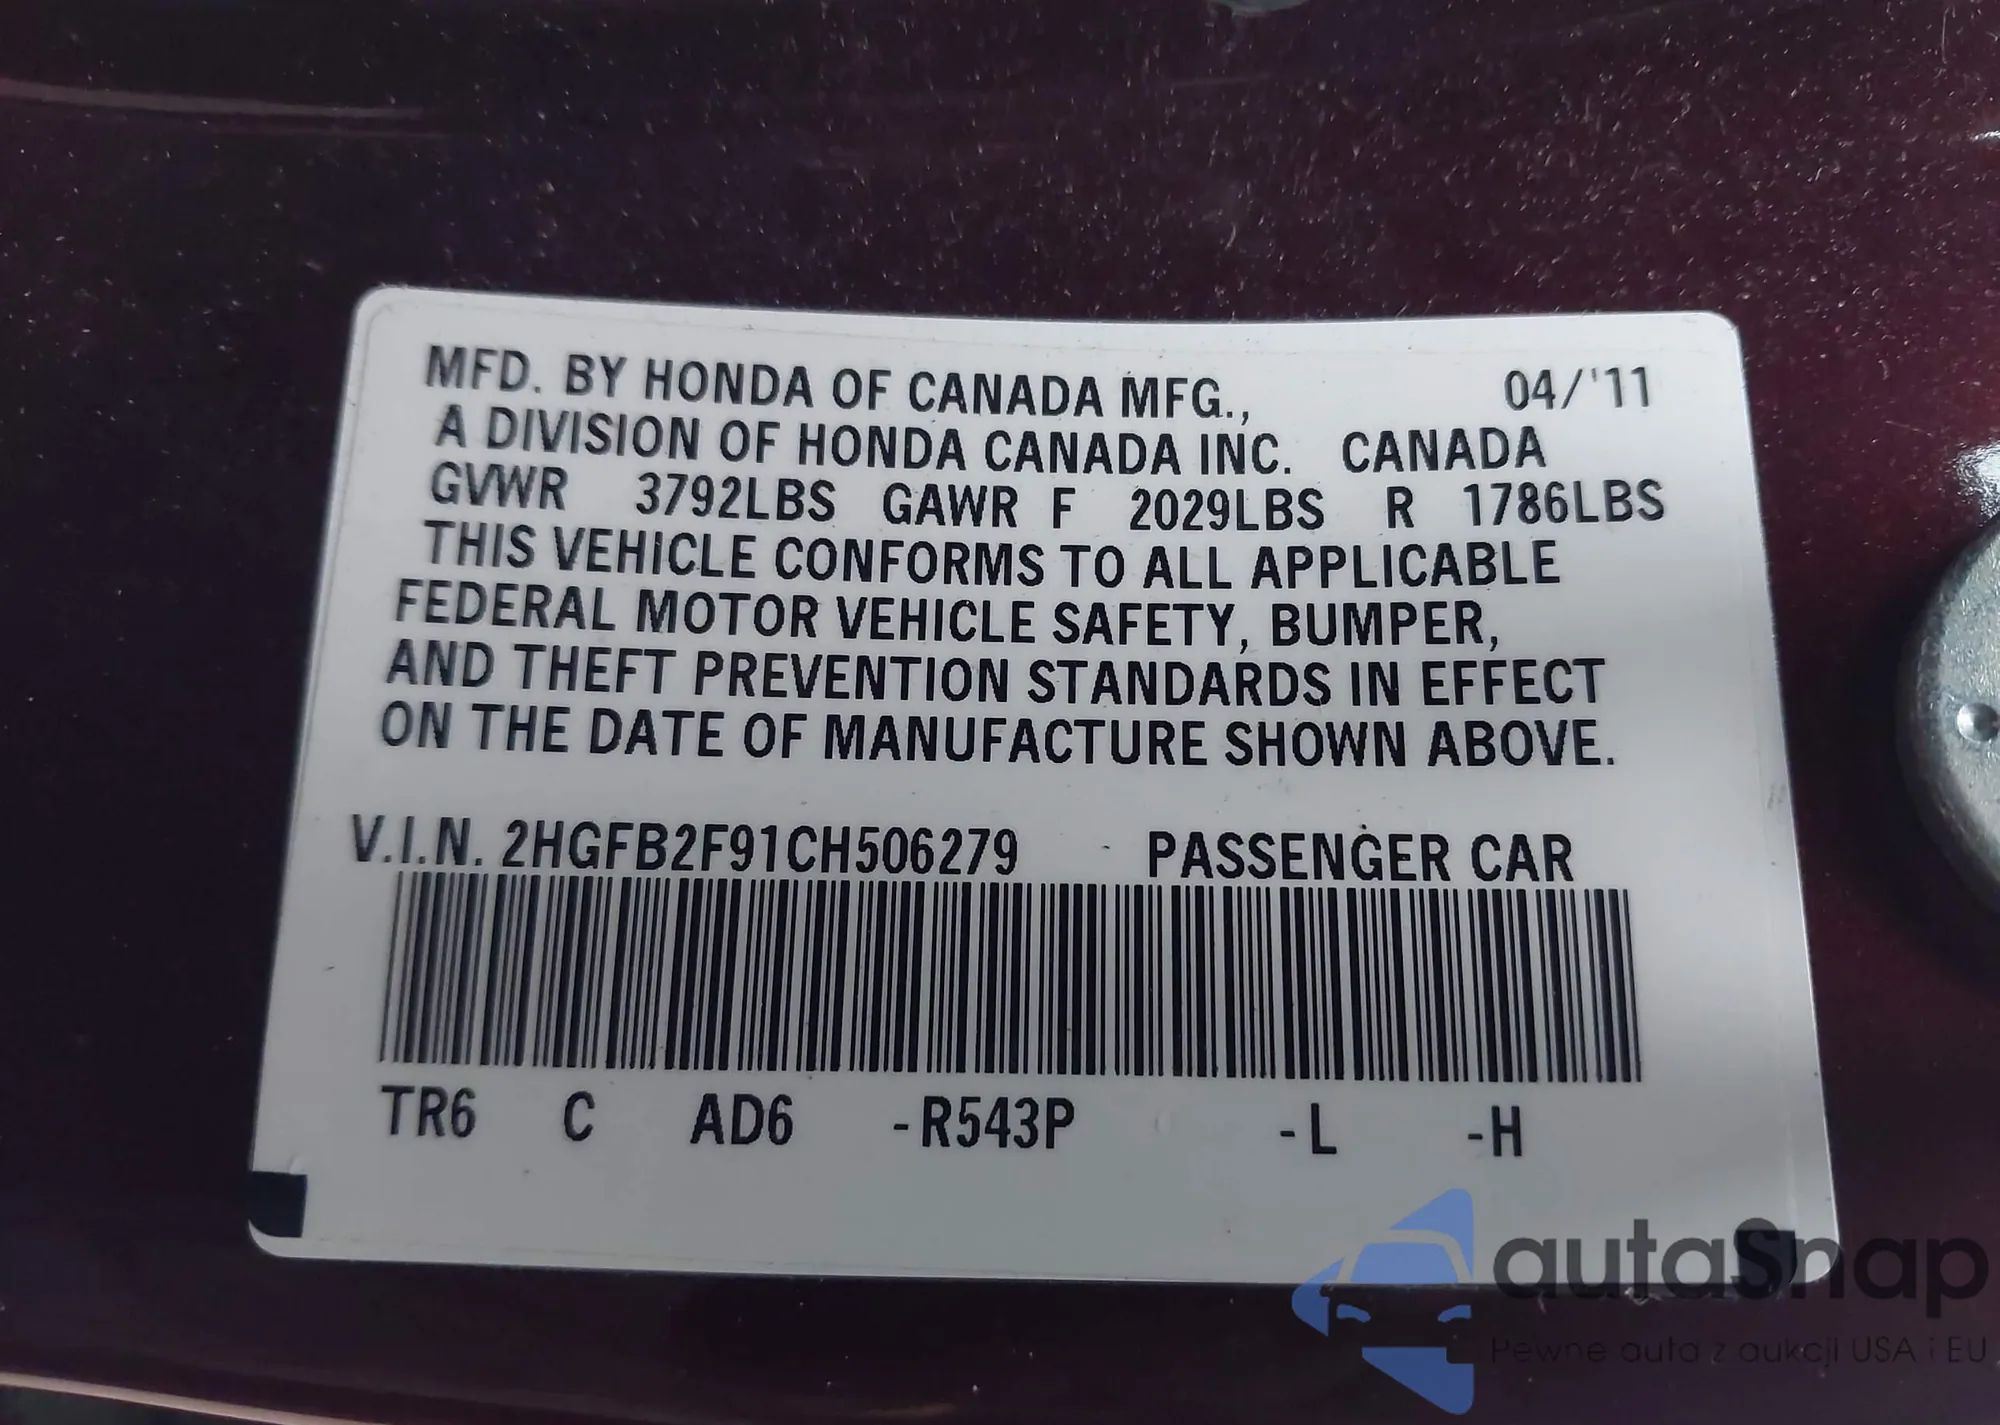 MFD. BY HONDA OF CANADA MFG., 04/'11
A DIVISION OF HONDA CANADA INC. CANADA
GVWR 3792LBS GAWR F 2029LBS R 1786LBS
THIS VEHICLE CONFORMS TO ALL APPLICABLE
FEDERAL MOTOR VEHICLE SAFETY, BUMPER,
AND THEFT PREVENTION STANDARDS IN EFFECT
ON THE DATE OF MANUFACTURE SHOWN ABOVE.
V.I.N. 2HGFB2F91CH506279 PASSENGER CAR
TR6 C AD6 -R543P -L -H
autaSnap
Pewne auta z aukcji USA i EU